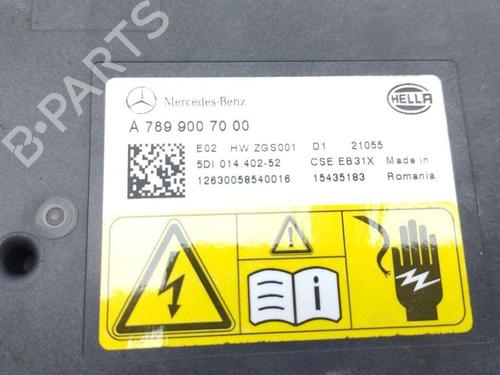 Mercedes-Benz
HELLA
A 789 900 70 00
E02 HW ZGS001 D1 21055
5DI 014.402-52 CSE EB31X Made in
12630058540016 15435183 Romania
i
B-PARTS